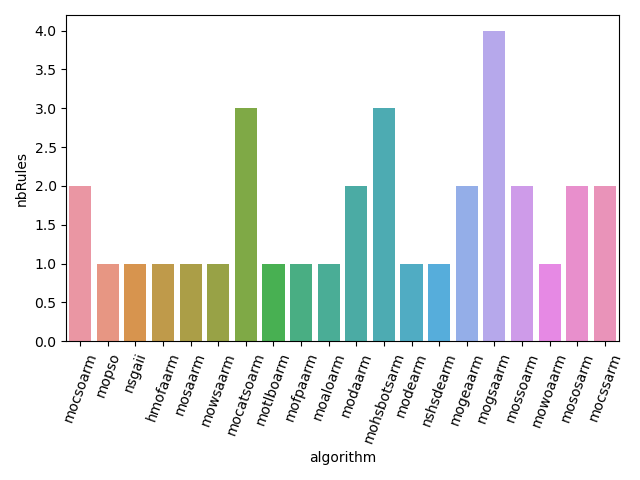 4.0
3.5
3.0
2.5
2.0
1.5
1.0
0.5
0.0
nbRules
mocsoarm
mopso
nsgaii
hmofaarm
mosaarm
mowsaarm
mocatsoarm
motlboarm
mofpaarm
moaloarm
modaarm
mohsbotsarm
modearm
nshsdearm
mogeaarm
mogsaarm
mossoarm
mowoaarm
mososarm
mocssarm
algorithm